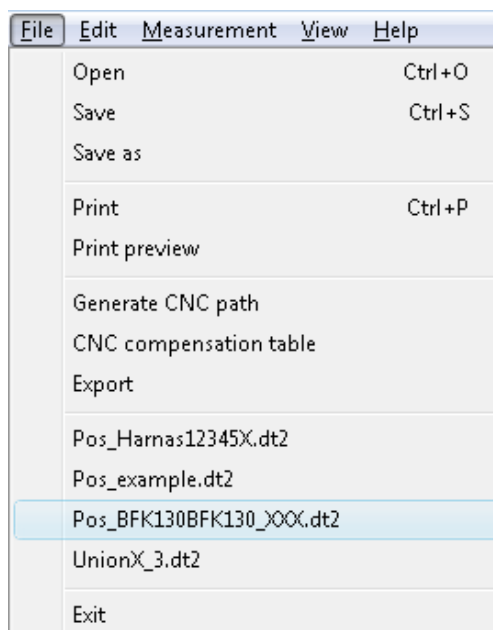 File Edit Measurement View Help
Open Ctrl+O
Save Ctrl+S
Save as
Print Ctrl+P
Print preview
Generate CNC path
CNC compensation table
Export
Pos_Harnas12345X.dt2
Pos_example.dt2
Pos_BFK130BFK130_XXX.dt2
UnionX_3.dt2
Exit